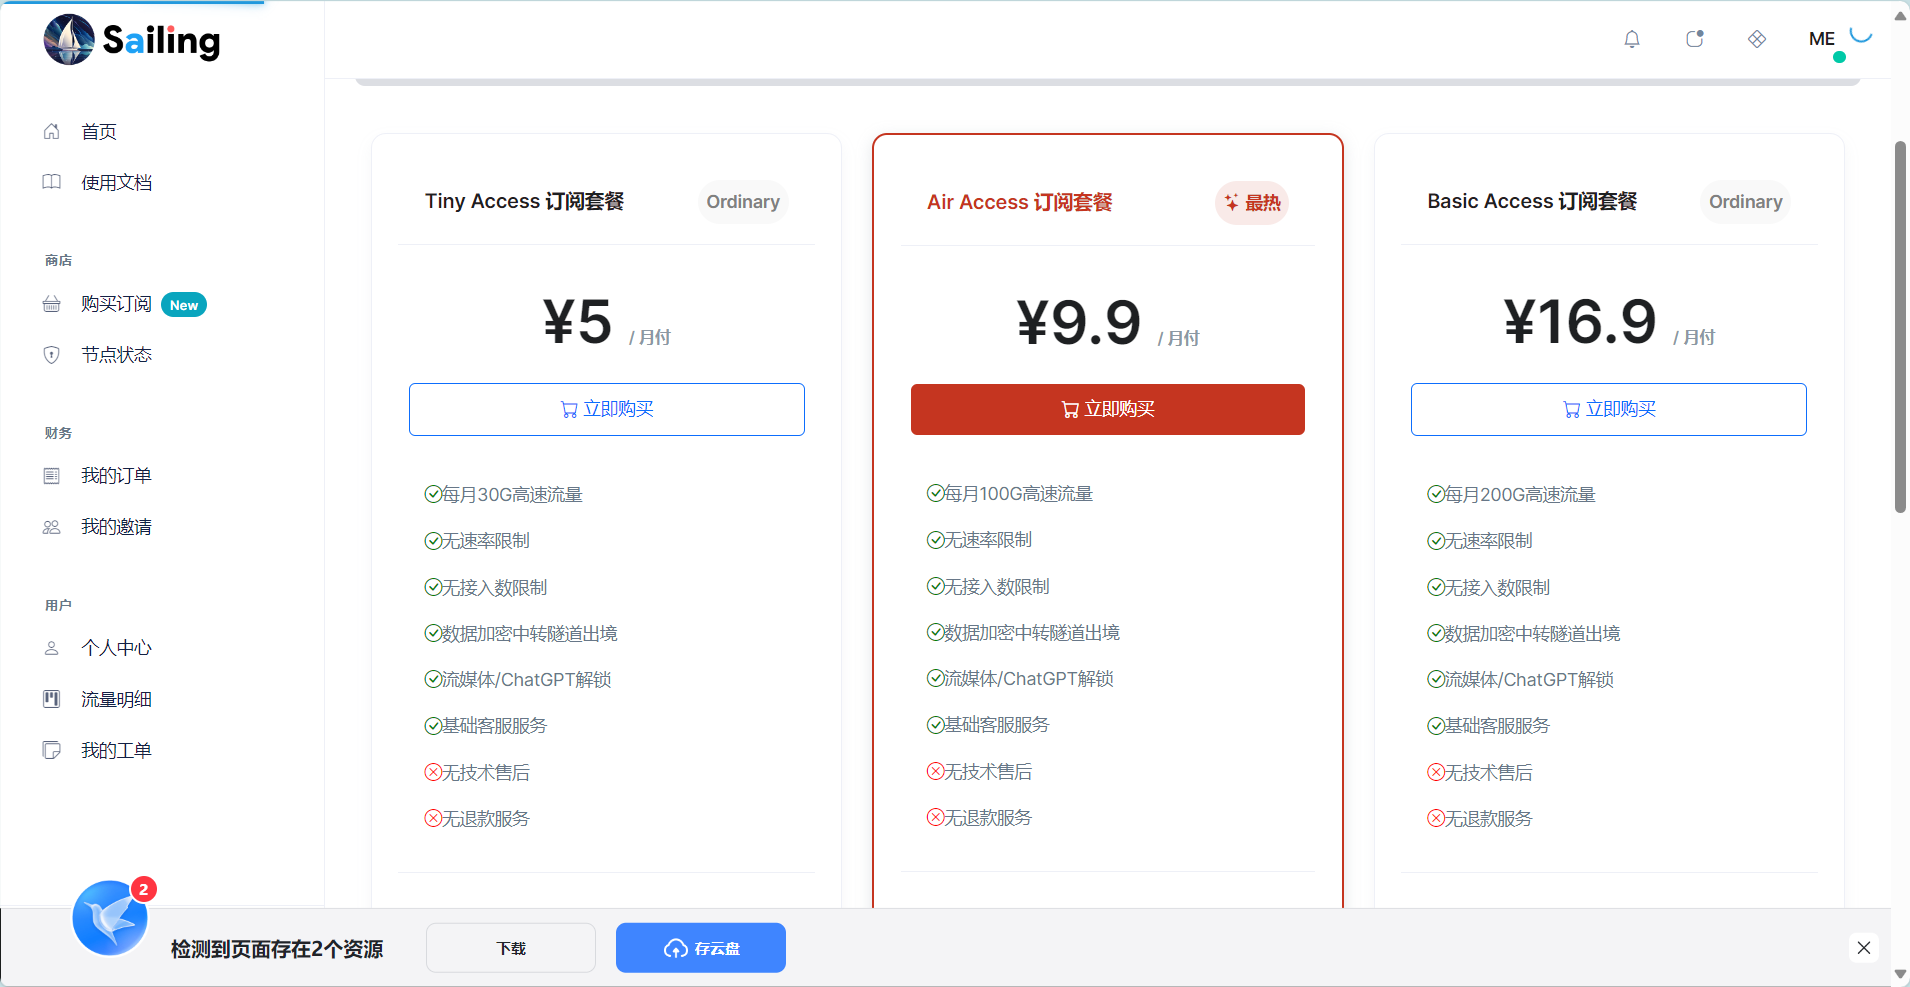 Sailing
ME
首页
使用文档
商店
购买订阅 New
节点状态
财务
我的订单
我的邀请
用户
个人中心
流量明细
我的工单
Tiny Access 订阅套餐 Ordinary
¥5 / 月付
立即购买
每月30G高速流量
无速率限制
无接入数限制
数据加密中转隧道出境
流媒体/ChatGPT解锁
基础客服服务
无技术售后
无退款服务
Air Access 订阅套餐 最热
¥9.9 / 月付
立即购买
每月100G高速流量
无速率限制
无接入数限制
数据加密中转隧道出境
流媒体/ChatGPT解锁
基础客服服务
无技术售后
无退款服务
Basic Access 订阅套餐 Ordinary
¥16.9 / 月付
立即购买
每月200G高速流量
无速率限制
无接入数限制
数据加密中转隧道出境
流媒体/ChatGPT解锁
基础客服服务
无技术售后
无退款服务
2
检测到页面存在2个资源 下载 存云盘